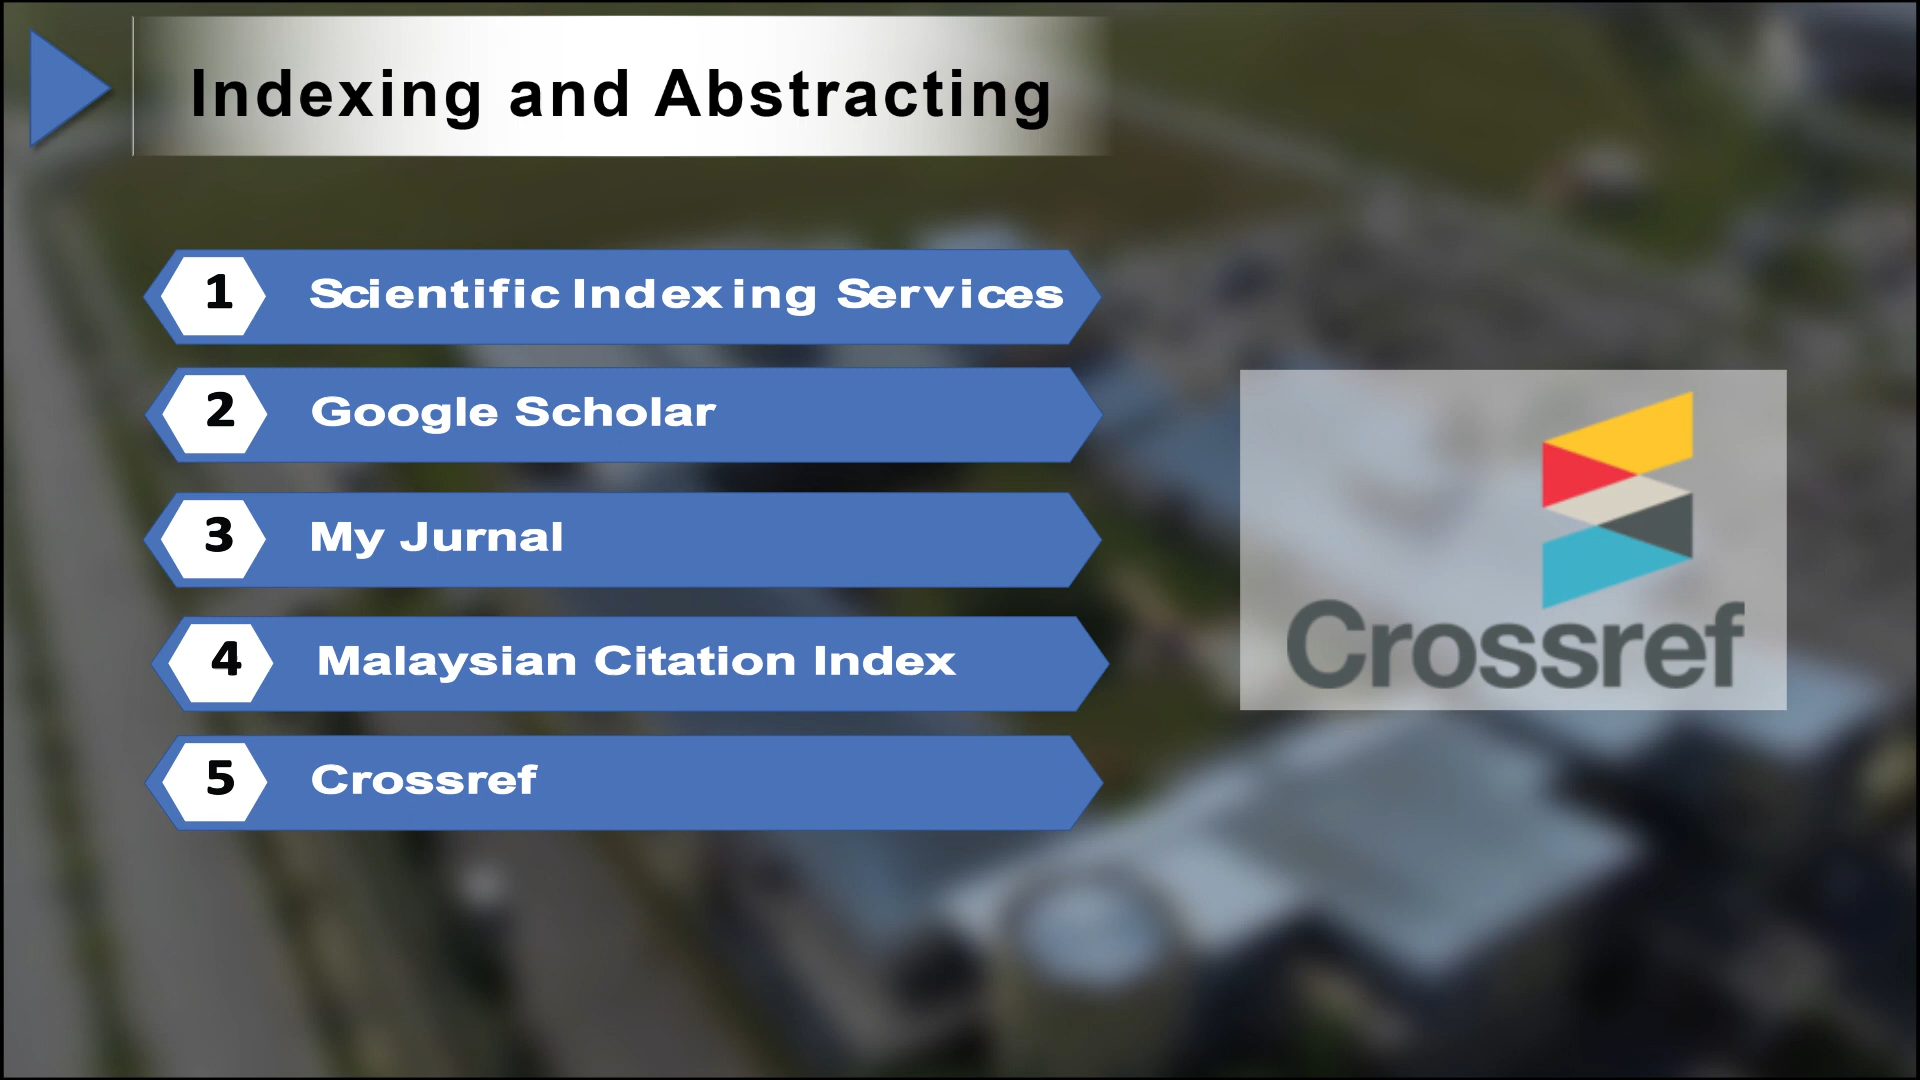 Indexing and Abstracting
1 Scientific Indexing Services
2 Google Scholar
3 My Jurnal
4 Malaysian Citation Index
5 Crossref
Crossref